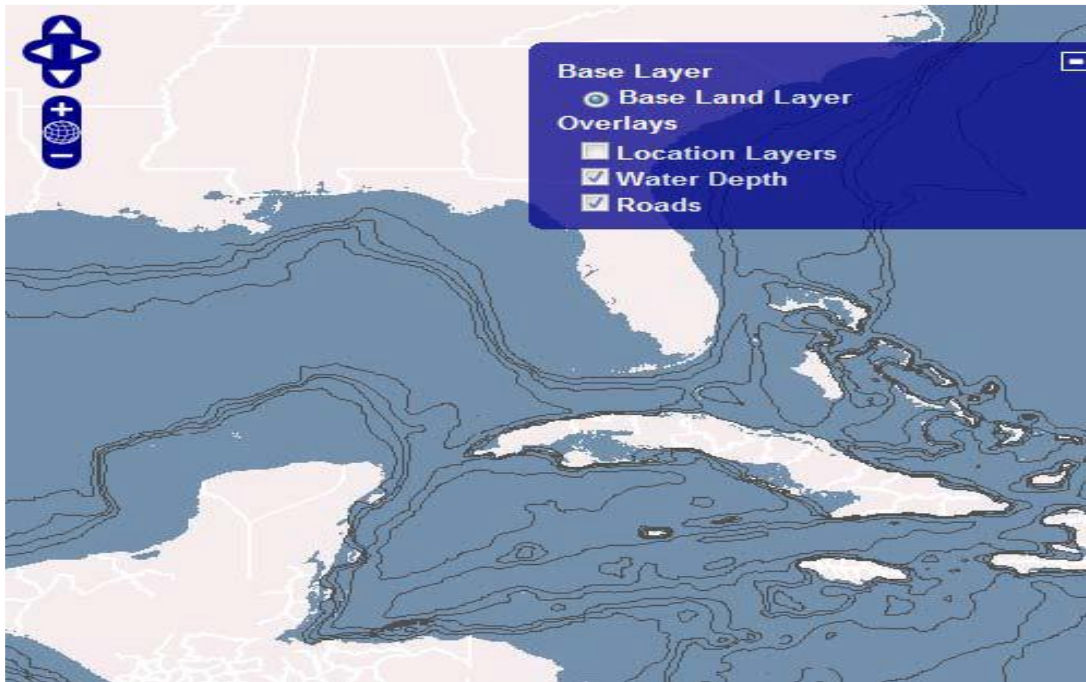 Base Layer
Base Land Layer
Overlays
Location Layers
Water Depth
Roads